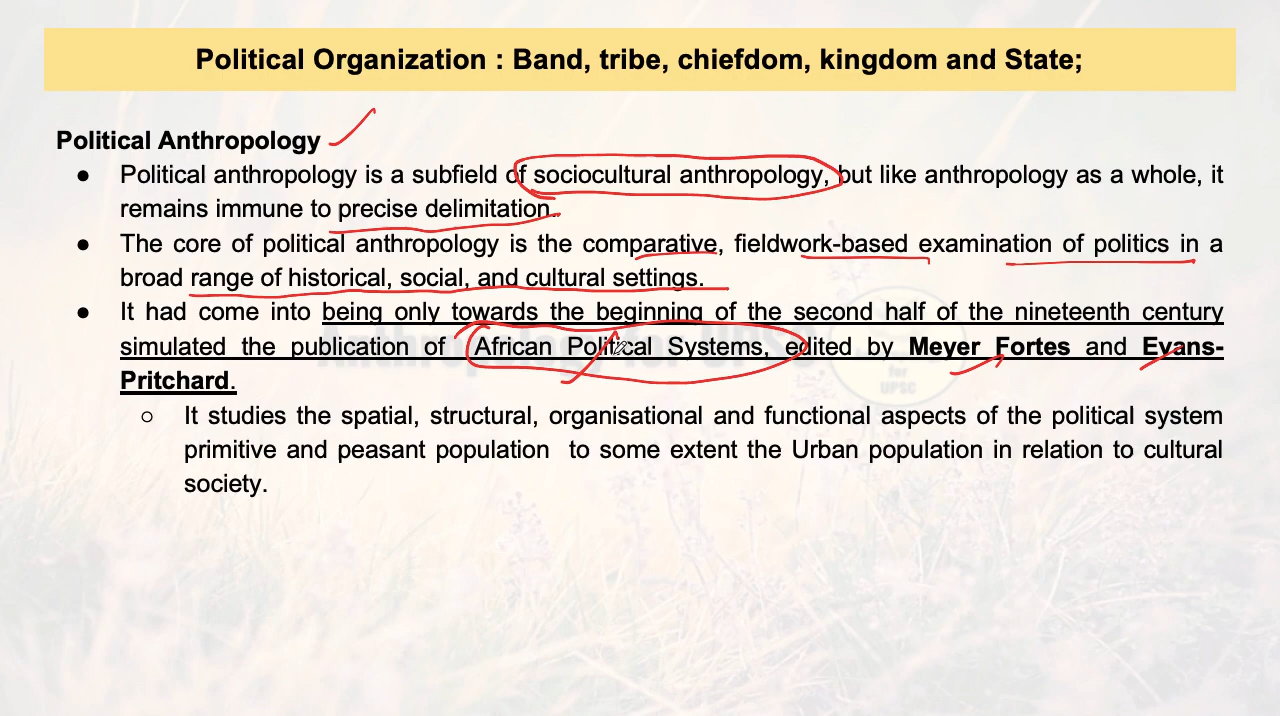 Political Organization : Band, tribe, chiefdom, kingdom and State;
Political Anthropology
● Political anthropology is a subfield of sociocultural anthropology, but like anthropology as a whole, it
remains immune to precise delimitation.
● The core of political anthropology is the comparative, fieldwork-based examination of politics in a
broad range of historical, social, and cultural settings.
● It had come into being only towards the beginning of the second half of the nineteenth century
simulated the publication of African Political Systems, edited by Meyer Fortes and Evans-
Pritchard.
for
UPSC
○ It studies the spatial, structural, organisational and functional aspects of the political system
primitive and peasant population to some extent the Urban population in relation to cultural
society.